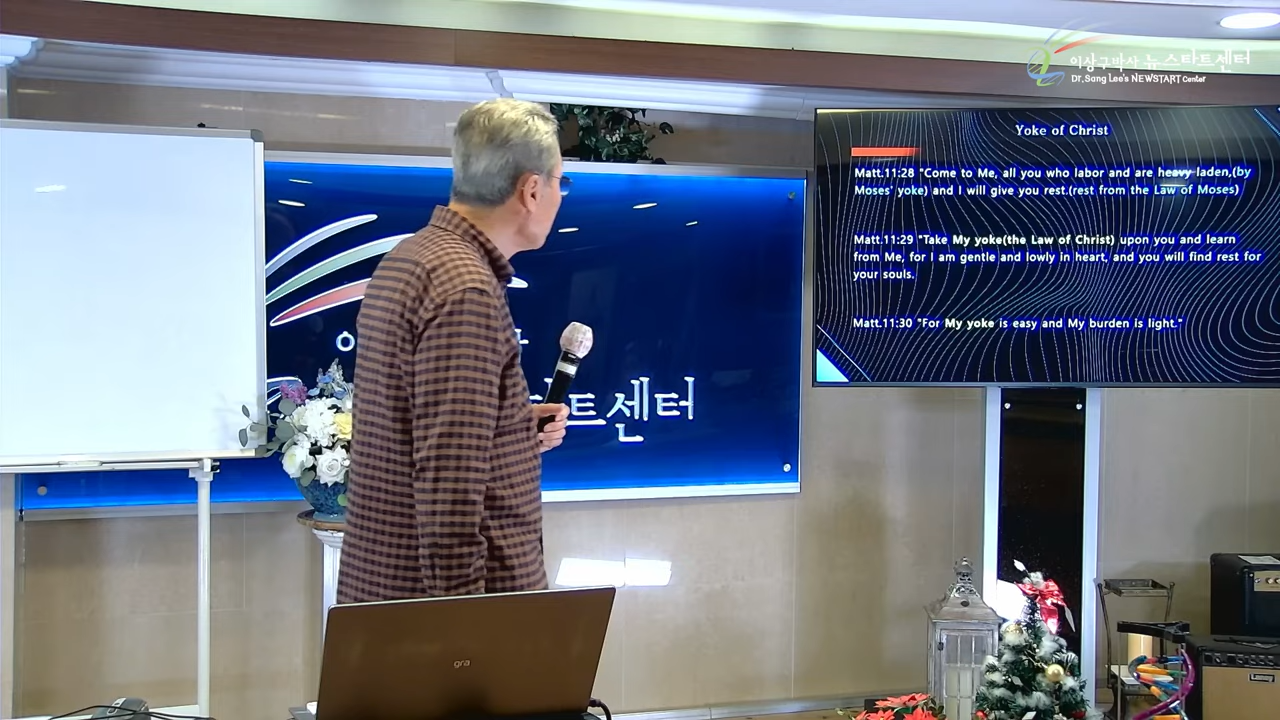 이상구박사 뉴스타트센터
Dr. Sang Lee's NEWSTART Center
Yoke of Christ
Matt.11:28 "Come to Me, all you who labor and are heavy laden,(by
Moses' yoke) and I will give you rest.(rest from the Law of Moses)
Matt.11:29 "Take My yoke(the Law of Christ) upon you and learn
from Me, for I am gentle and lowly in heart, and you will find rest for
your souls.
Matt.11:30 "For My yoke is easy and My burden is light."
트센터
gra
Laney